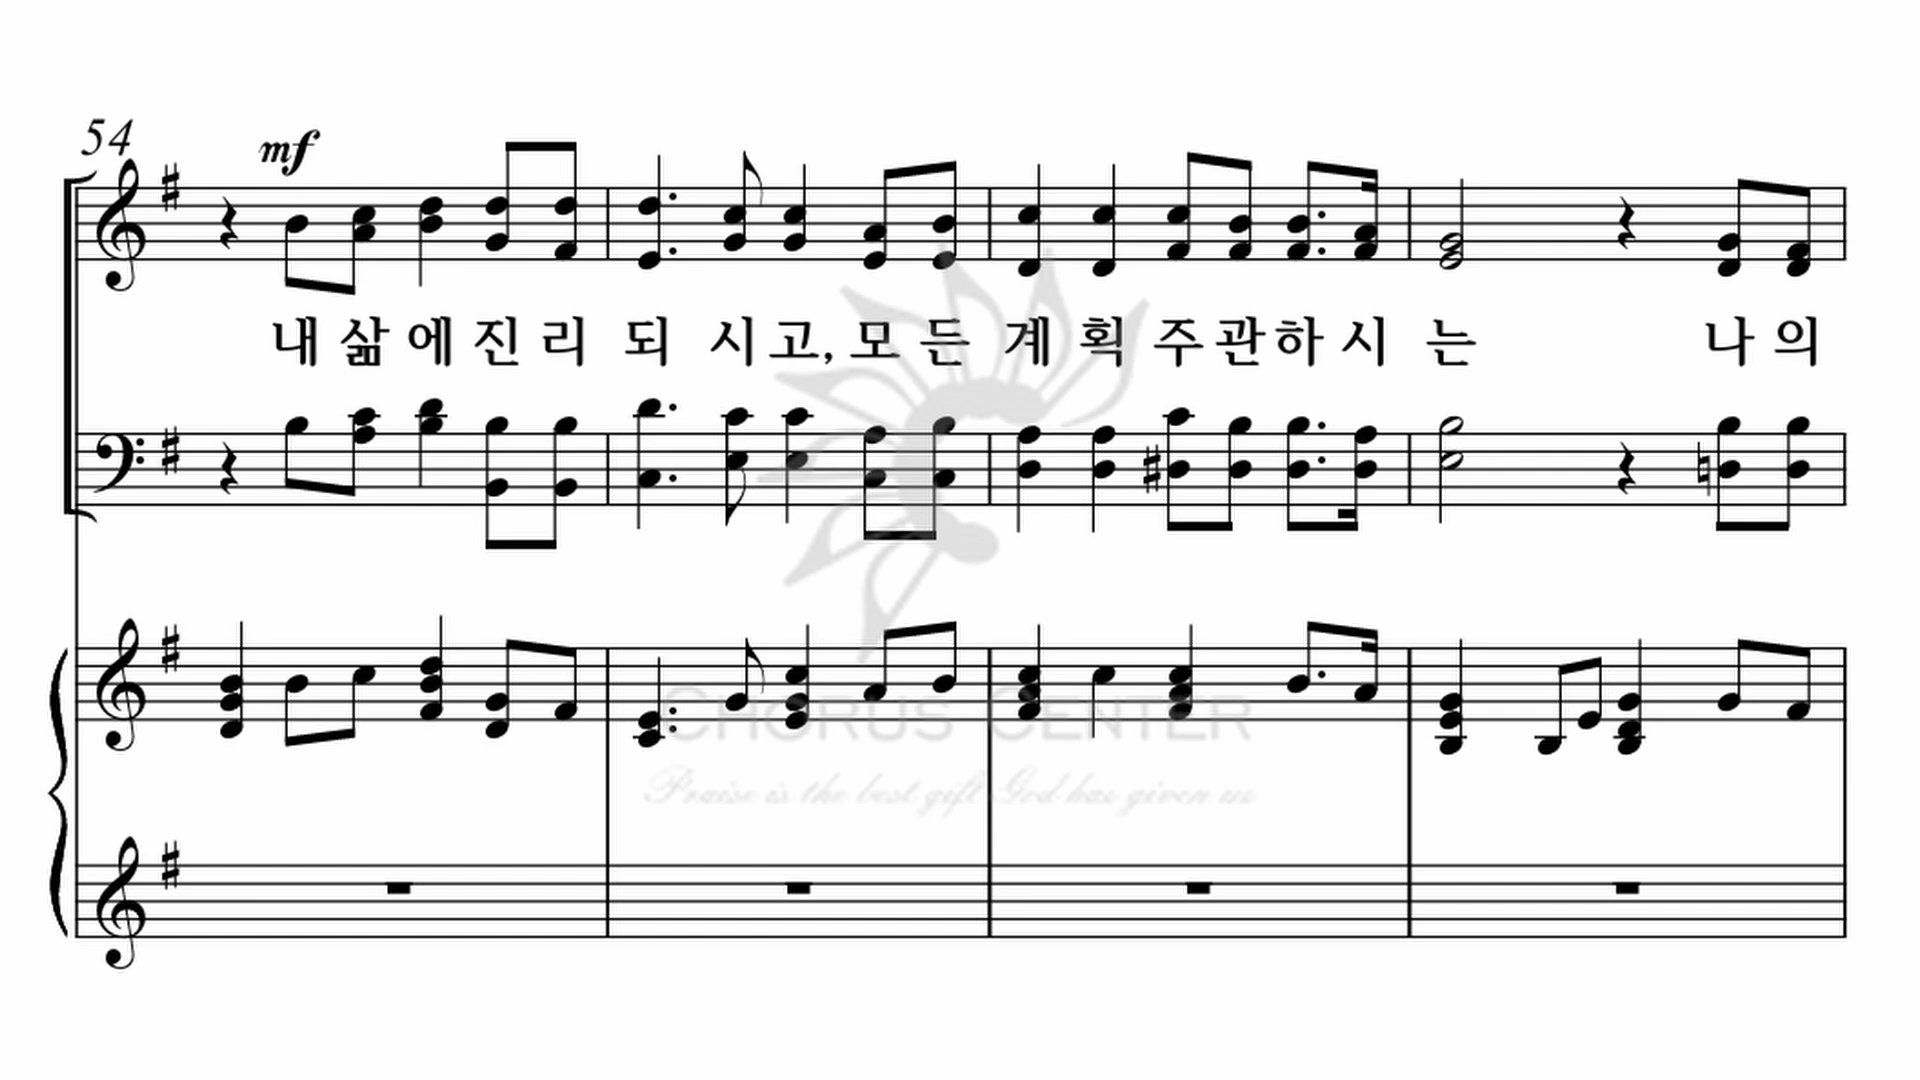 54
mf
내 삶 에 진 리 되 시 고, 모 든 계 획 주 관 하 시 는 나 의
CHORUS CENTER
Praise is the best gift God has given us